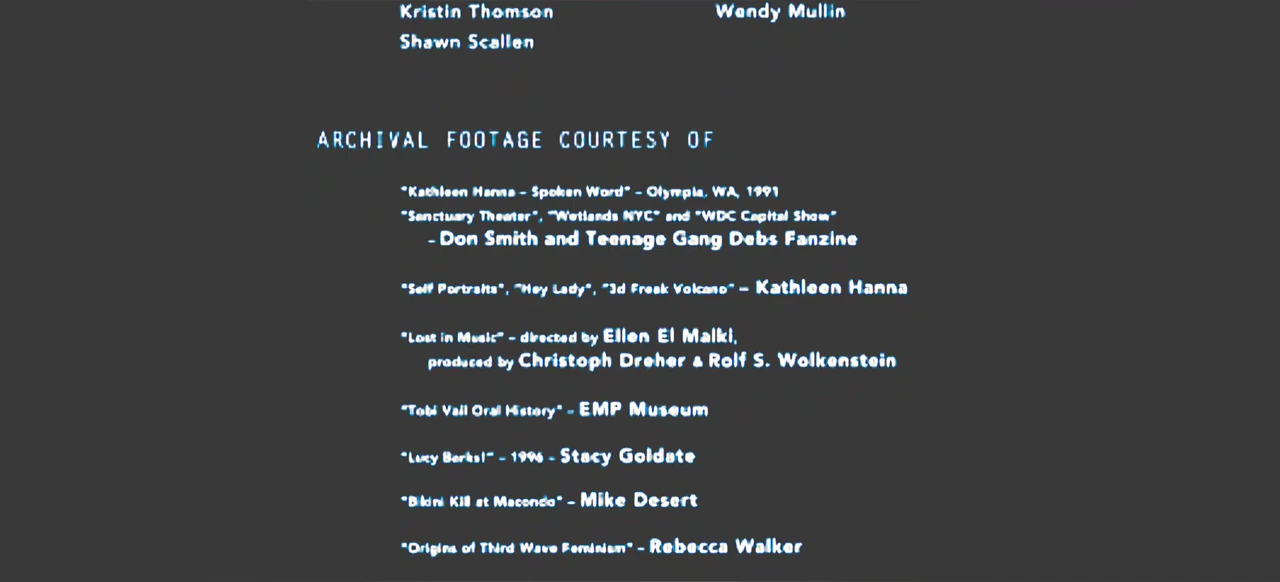 Kristin Thomson Wendy Mullin
Shawn Scallen
ARCHIVAL FOOTAGE COURTESY OF
"Kathleen Hanna – Spoken Word" – Olympia, WA, 1991
"Sanctuary Theater", "Wetlands NYC" and "WDC Capital Show"
– Don Smith and Teenage Gang Debs Fanzine
"Self Portraits", "Hey Lady", "3d Freak Volcano" – Kathleen Hanna
"Lost in Music" – directed by Ellen El Malki,
produced by Christoph Dreher & Rolf S. Wolkenstein
"Tobi Vail Oral History" – EMP Museum
"Lucy Barks!" – 1996 – Stacy Goldate
"Bikini Kill at Macondo" – Mike Desert
"Origins of Third Wave Feminism" – Rebecca Walker